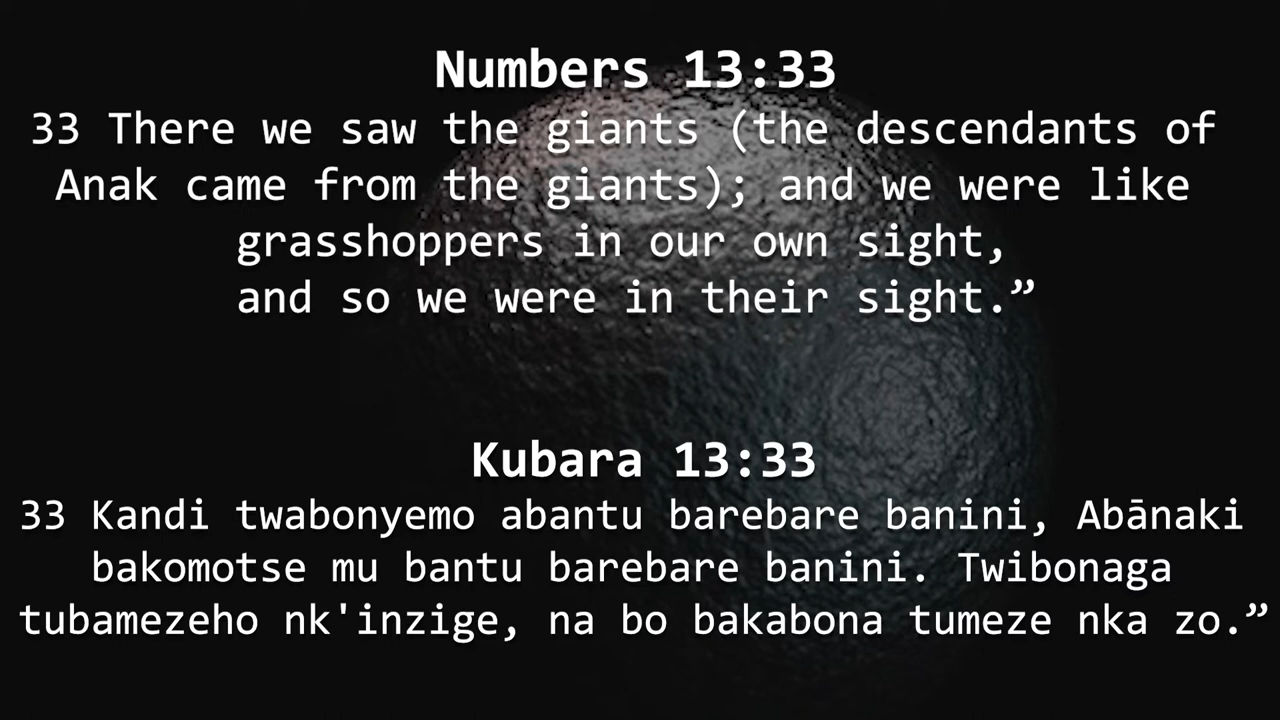 Numbers 13:33
33 There we saw the giants (the descendants of
Anak came from the giants); and we were like
grasshoppers in our own sight,
and so we were in their sight.”
Kubara 13:33
33 Kandi twabonyemo abantu barebare banini, Abānaki
bakomotse mu bantu barebare banini. Twibonaga
tubamezeho nk'inzige, na bo bakabona tumeze nka zo.”